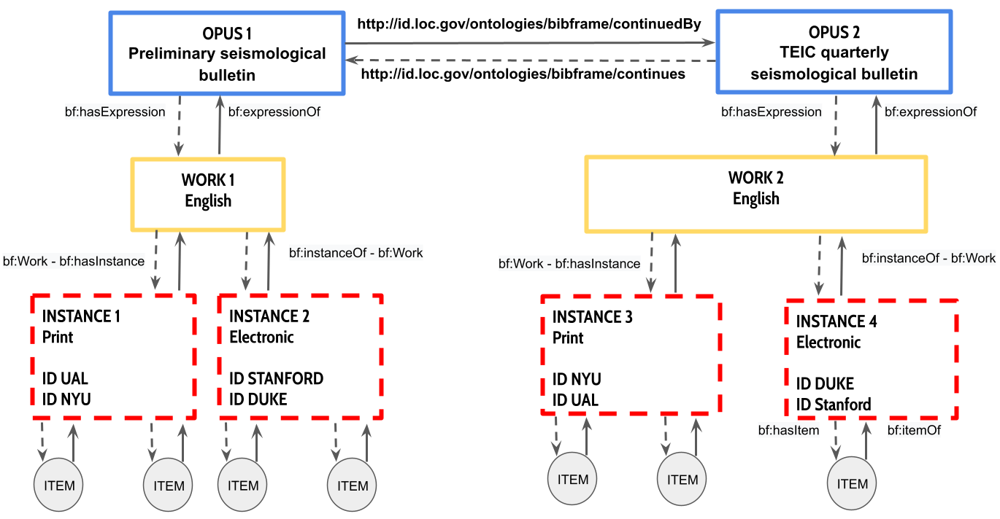 OPUS 1
Preliminary seismological
bulletin
http://id.loc.gov/ontologies/bibframe/continuedBy
http://id.loc.gov/ontologies/bibframe/continues
OPUS 2
TEIC quarterly
seismological bulletin
bf:hasExpression
bf:expressionOf
bf:hasExpression
bf:expressionOf
WORK 1
English
WORK 2
English
bf:Work - bf:hasInstance
bf:instanceOf - bf:Work
bf:Work - bf:hasInstance
bf:instanceOf - bf:Work
INSTANCE 1
Print
ID UAL
ID NYU
INSTANCE 2
Electronic
ID STANFORD
ID DUKE
INSTANCE 3
Print
ID NYU
ID UAL
INSTANCE 4
Electronic
ID DUKE
ID Stanford
bf:hasItem
bf:itemOf
ITEM
ITEM
ITEM
ITEM
ITEM
ITEM
ITEM